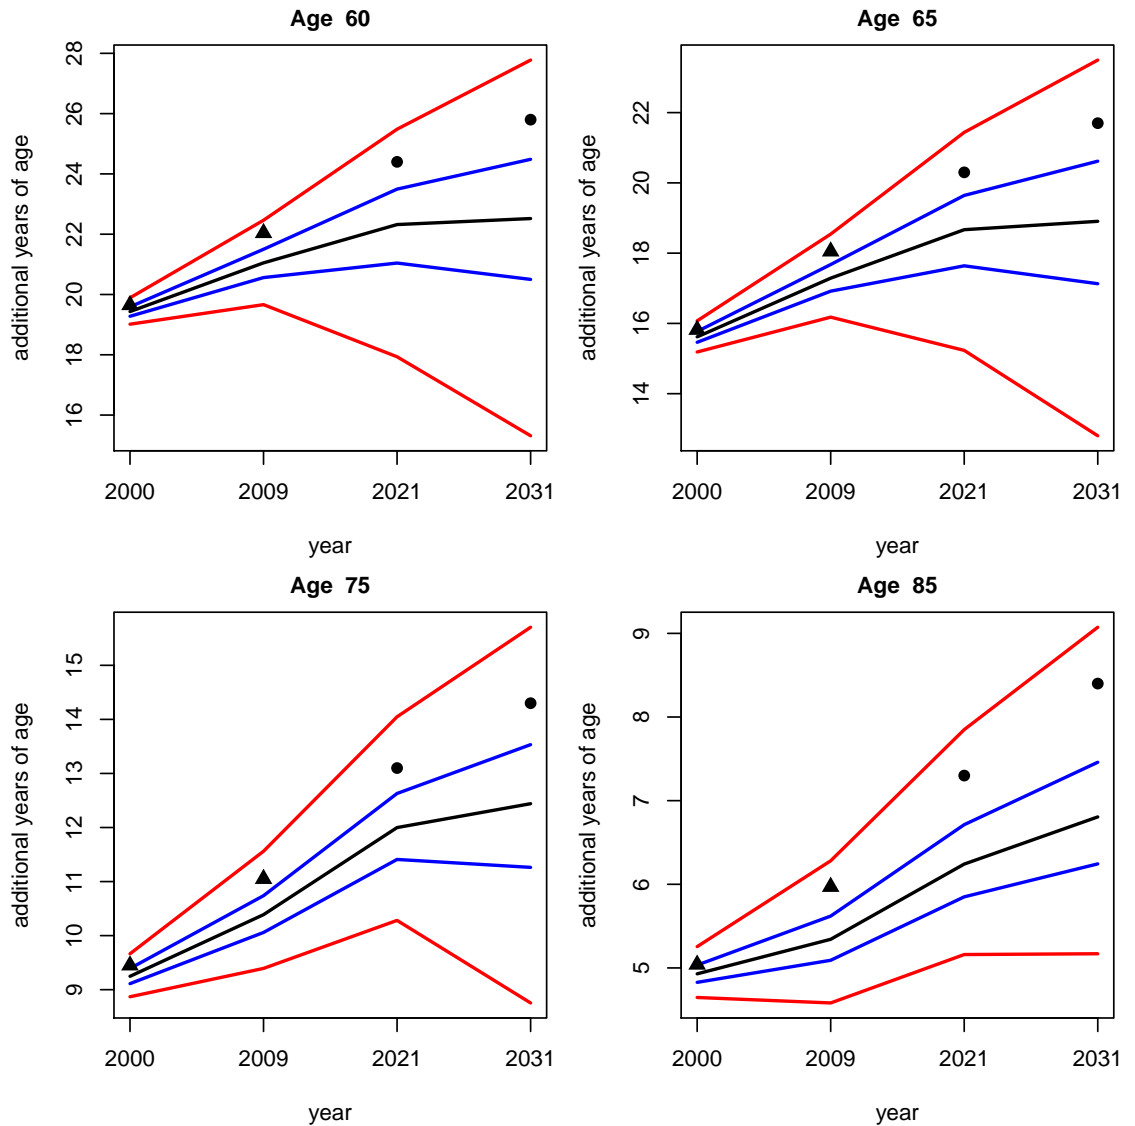 Age 60
additional years of age
28
26
24
22
20
18
16
2000 2009 2021 2031
year
Age 65
additional years of age
22
20
18
16
14
2000 2009 2021 2031
year
Age 75
additional years of age
15
14
13
12
11
10
9
2000 2009 2021 2031
year
Age 85
additional years of age
9
8
7
6
5
2000 2009 2021 2031
year